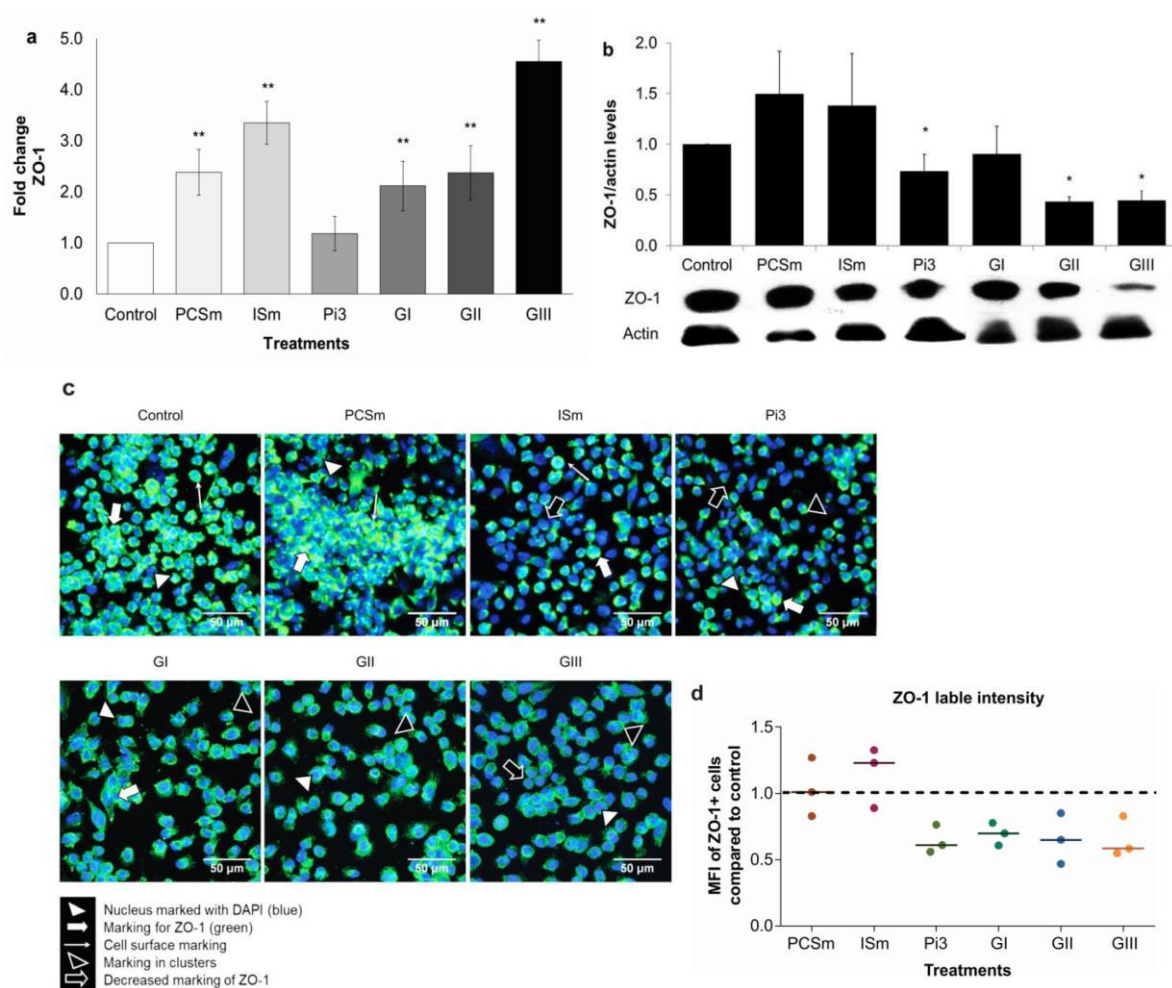 a
5.0
4.0
3.0
2.0
1.0
0.0
Fold change
ZO-1
**
**
**
**
**
Control PCSm ISm Pi3 GI GII GIII
Treatments
b
2.0
1.5
1.0
0.5
0.0
ZO-1/actin levels
*
*
*
Control PCSm ISm Pi3 GI GII GIII
ZO-1
Actin
c
Control PCSm ISm Pi3
50 µm 50 µm 50 µm 50 µm
GI GII GIII
50 µm 50 µm 50 µm
Nucleus marked with DAPI (blue)
Marking for ZO-1 (green)
Cell surface marking
Marking in clusters
Decreased marking of ZO-1
d
ZO-1 lable intensity
1.5
1.0
0.5
0.0
MFI of ZO-1+ cells
compared to control
PCSm ISm Pi3 GI GII GIII
Treatments